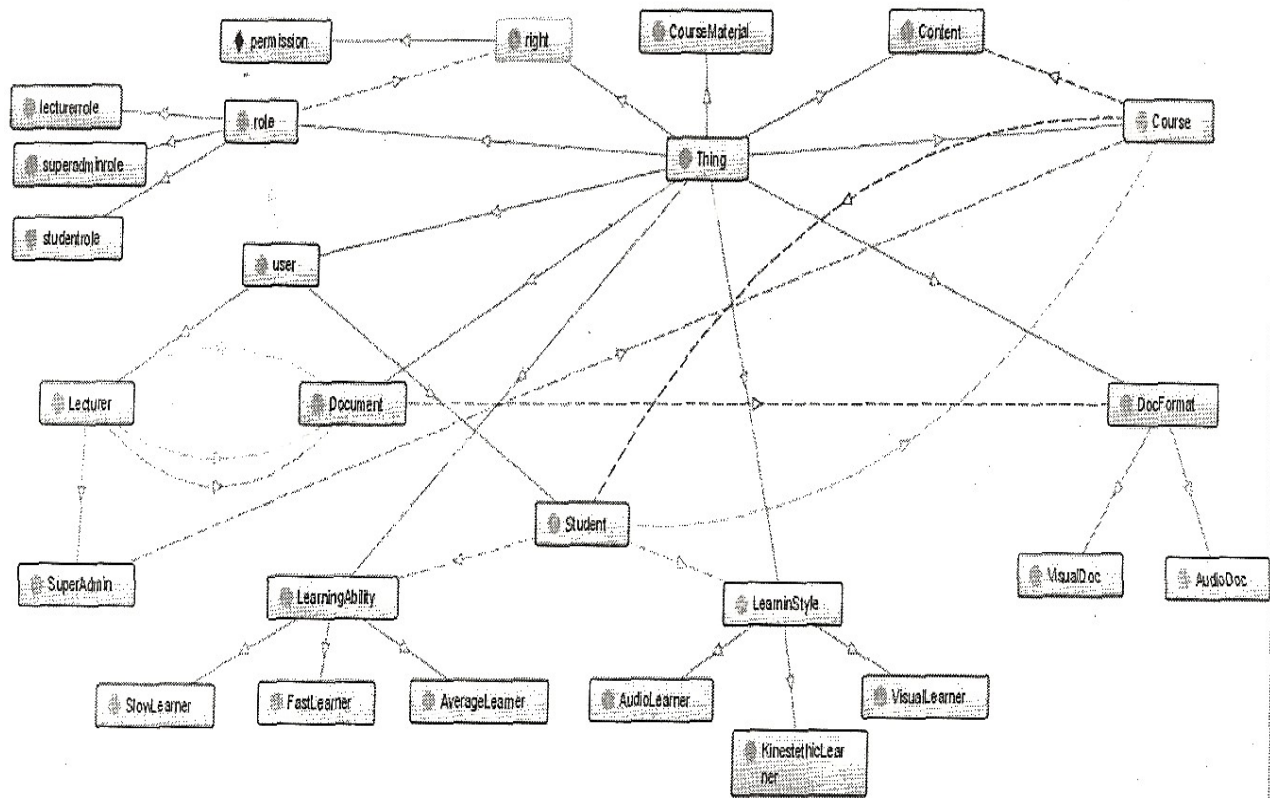 permission
right
CourseMaterial
Content
lecturerrole
role
Course
superadminrole
Thing
studentrole
user
Lecturer
Document
DocFormat
Student
SuperAdmin
LearningAbility
LearninStyle
VisualDoc
AudioDoc
SlowLearner
FastLearner
AverageLearner
AudioLearner
VisualLearner
KinestethicLear
ner